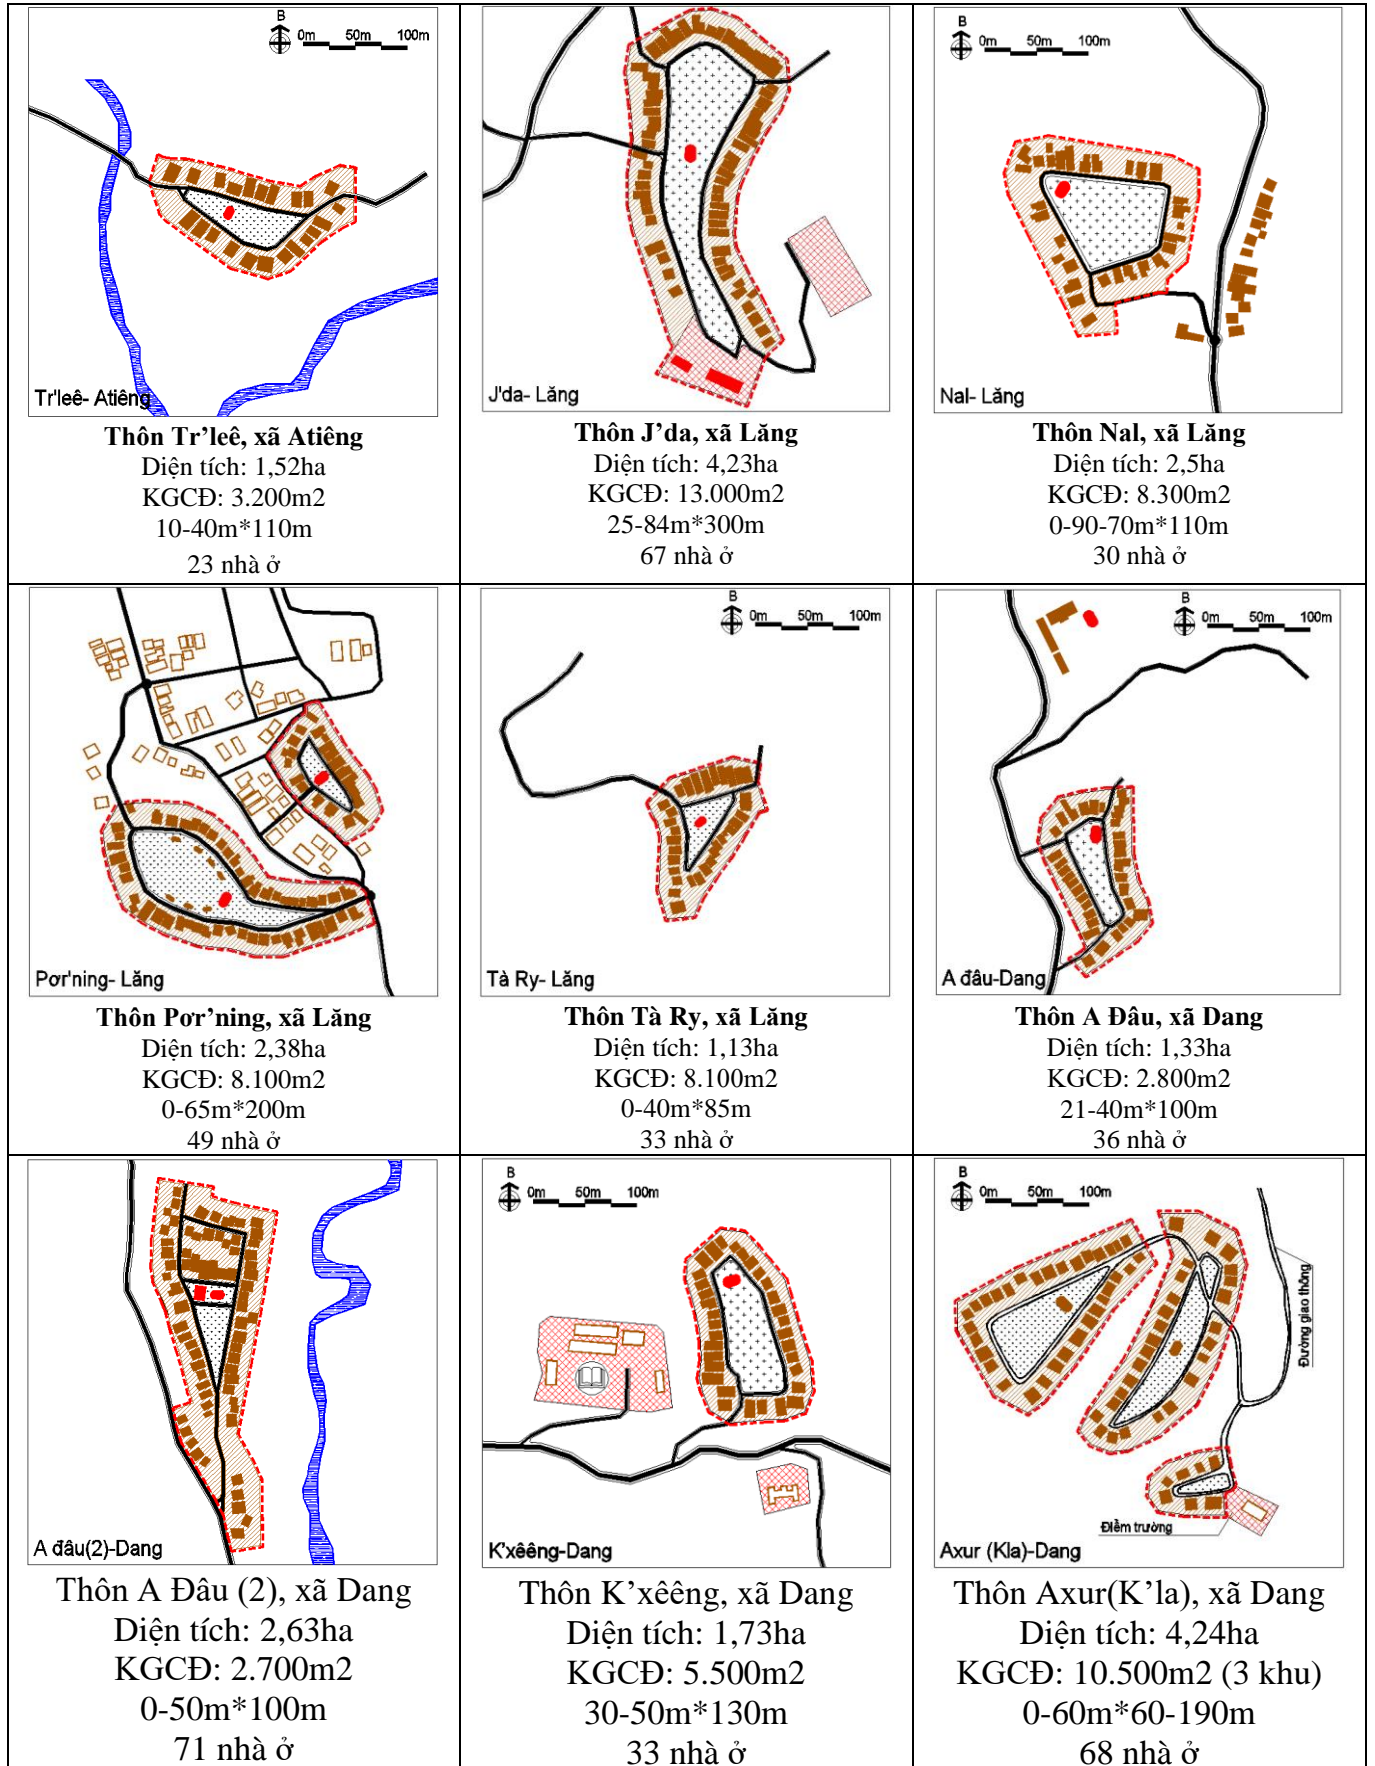 B
0m 50m 100m
Tr'leê- Atiêng
Thôn Tr’leê, xã Atiêng
Diện tích: 1,52ha
KGCĐ: 3.200m2
10-40m*110m
23 nhà ở
J'da- Lăng
Thôn J’da, xã Lăng
Diện tích: 4,23ha
KGCĐ: 13.000m2
25-84m*300m
67 nhà ở
B
0m 50m 100m
Nal- Lăng
Thôn Nal, xã Lăng
Diện tích: 2,5ha
KGCĐ: 8.300m2
0-90-70m*110m
30 nhà ở
Pơr'ning- Lăng
Thôn Pơr’ning, xã Lăng
Diện tích: 2,38ha
KGCĐ: 8.100m2
0-65m*200m
49 nhà ở
B
0m 50m 100m
Tà Ry- Lăng
Thôn Tà Ry, xã Lăng
Diện tích: 1,13ha
KGCĐ: 8.100m2
0-40m*85m
33 nhà ở
B
0m 50m 100m
A đâu-Dang
Thôn A Đâu, xã Dang
Diện tích: 1,33ha
KGCĐ: 2.800m2
21-40m*100m
36 nhà ở
A đâu(2)-Dang
Thôn A Đâu (2), xã Dang
Diện tích: 2,63ha
KGCĐ: 2.700m2
0-50m*100m
71 nhà ở
B
0m 50m 100m
K'xêêng-Dang
Thôn K’xêêng, xã Dang
Diện tích: 1,73ha
KGCĐ: 5.500m2
30-50m*130m
33 nhà ở
B
0m 50m 100m
Đường giao thông
Điểm trường
Axur (Kla)-Dang
Thôn Axur(K’la), xã Dang
Diện tích: 4,24ha
KGCĐ: 10.500m2 (3 khu)
0-60m*60-190m
68 nhà ở